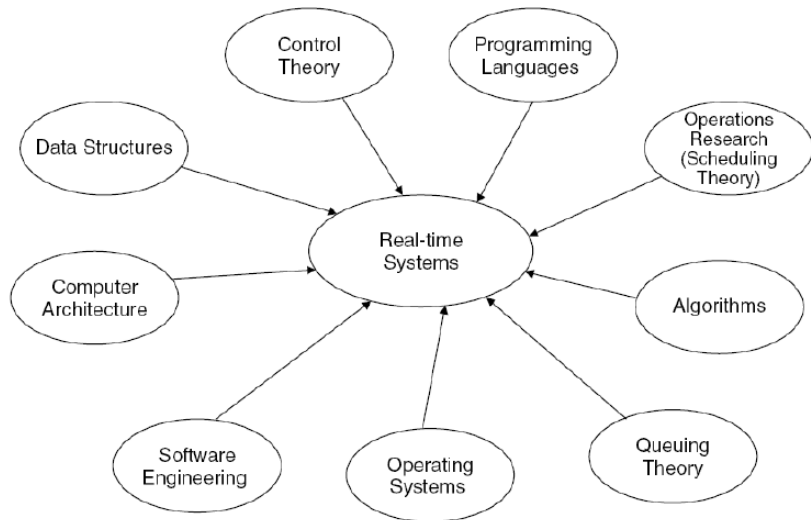 Control
Theory
Programming
Languages
Data Structures
Operations
Research
(Scheduling
Theory)
Real-time
Systems
Computer
Architecture
Algorithms
Software
Engineering
Operating
Systems
Queuing
Theory